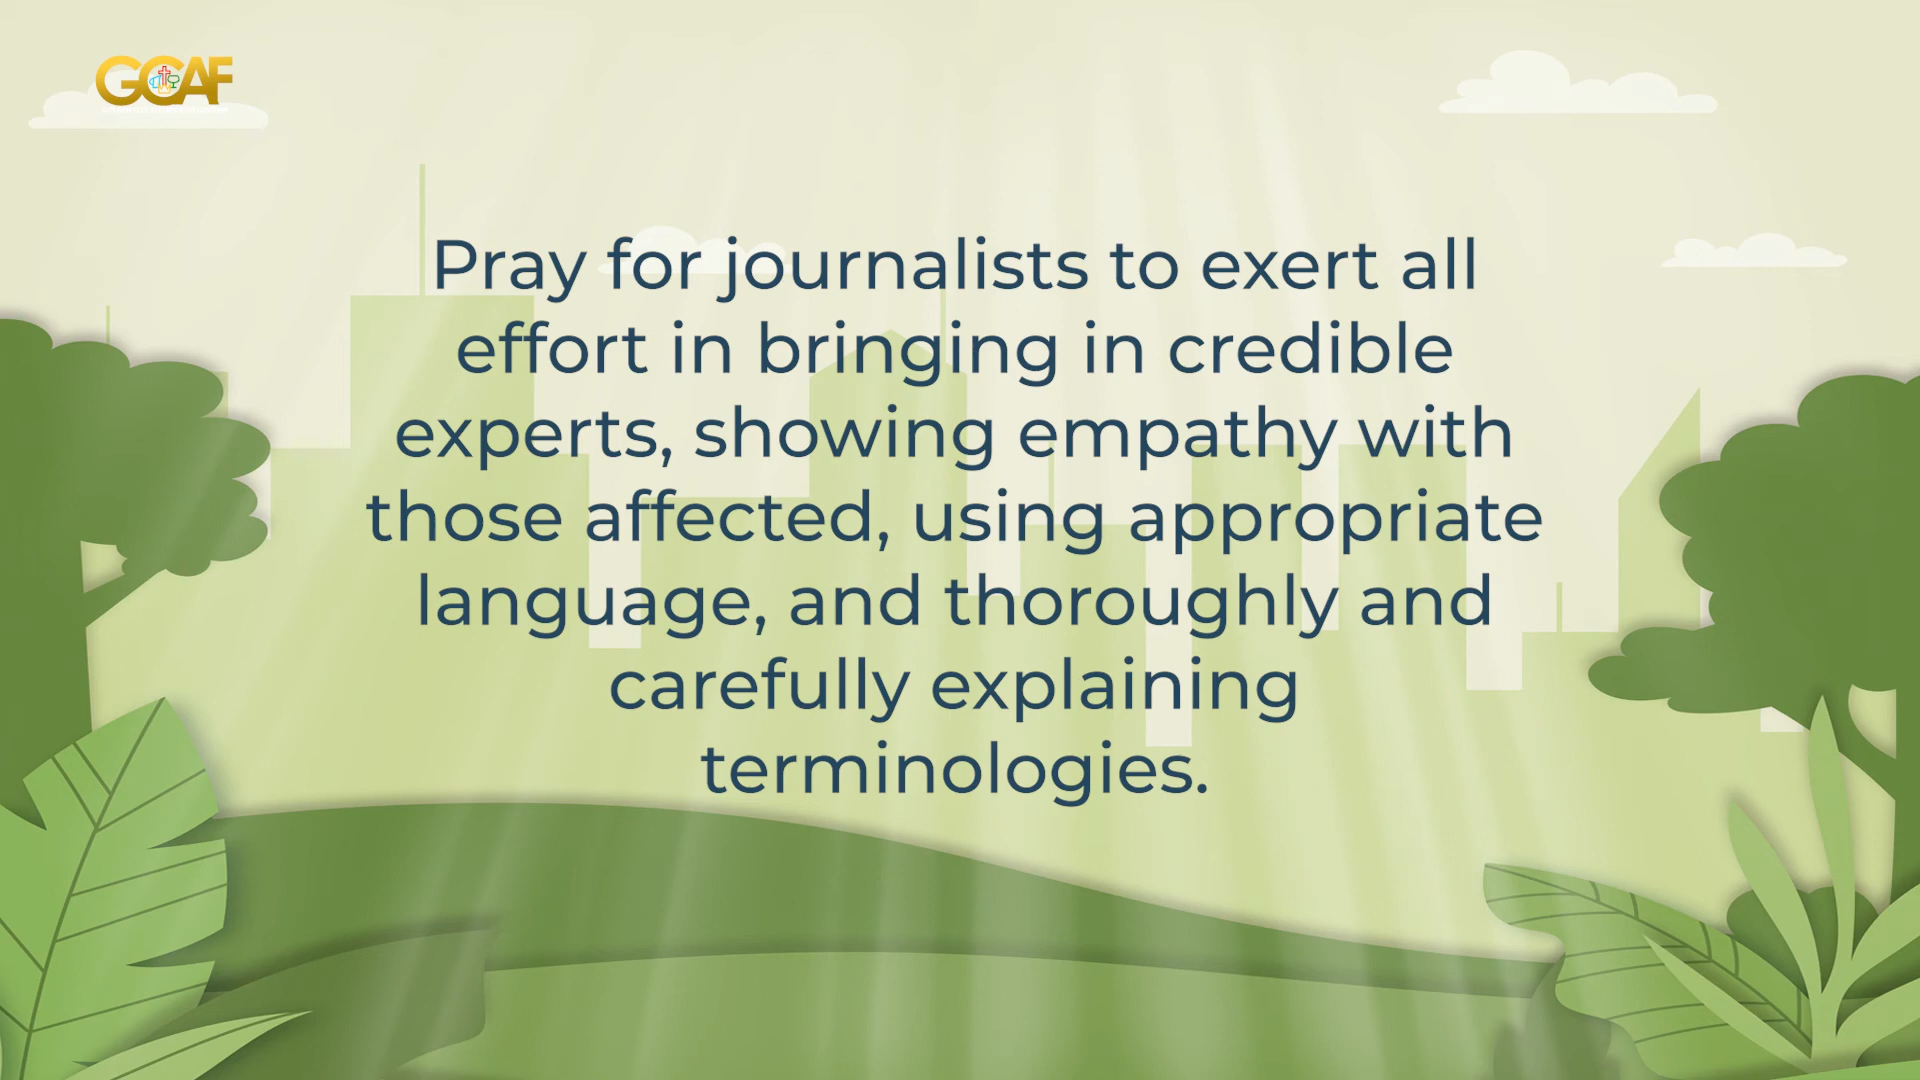 GCAF
Pray for journalists to exert all
effort in bringing in credible
experts, showing empathy with
those affected, using appropriate
language, and thoroughly and
carefully explaining
terminologies.